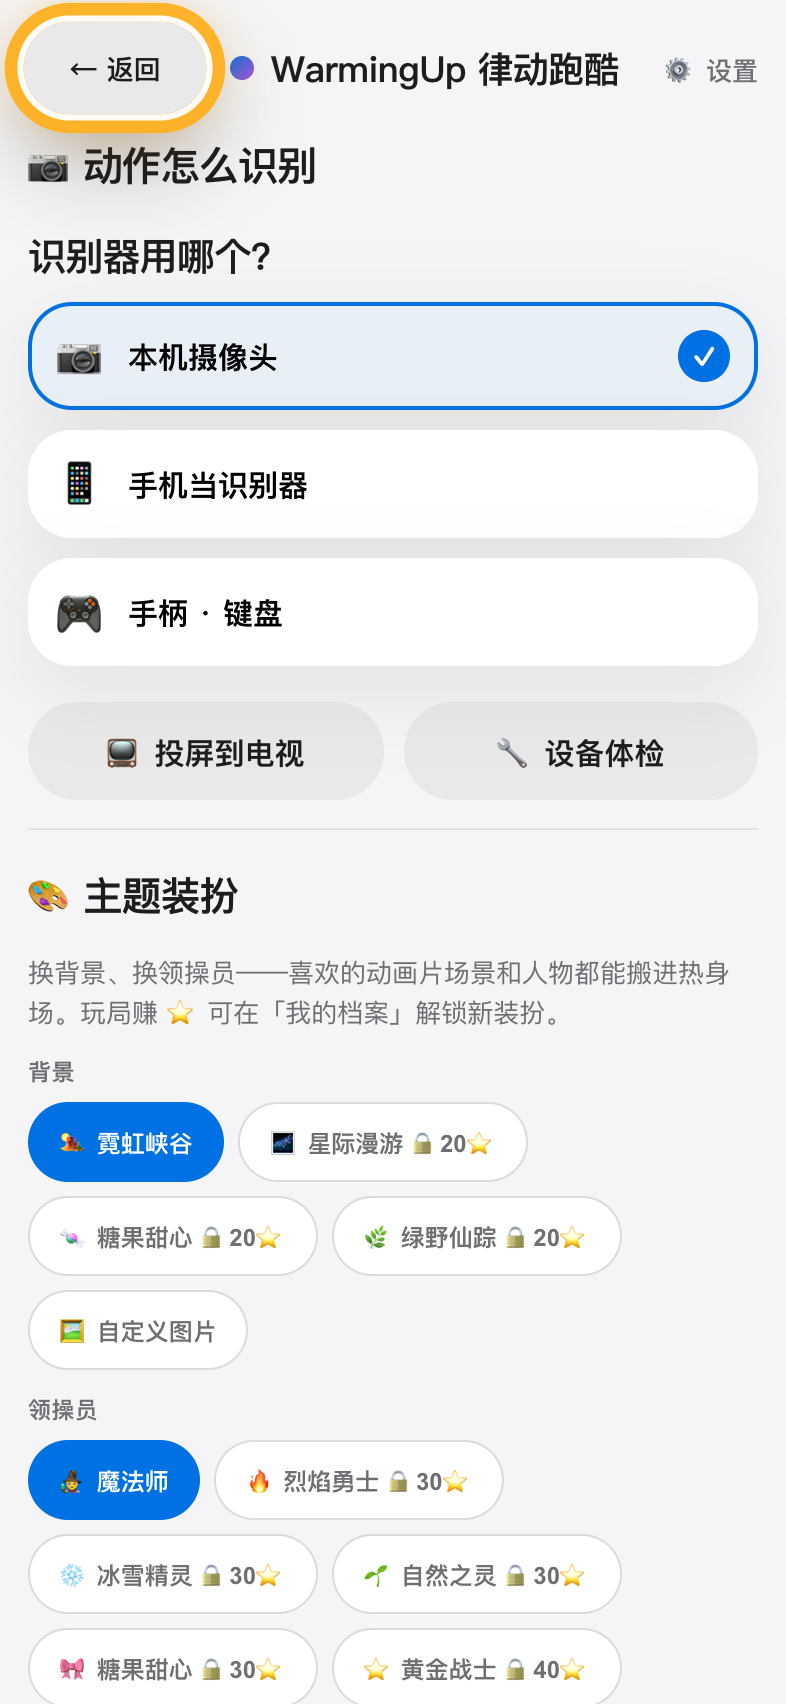 ← 返回
WarmingUp 律动跑酷
⚙️ 设置
📷 动作怎么识别
识别器用哪个?
📷 本机摄像头
📱 手机当识别器
🎮 手柄 · 键盘
📺 投屏到电视
🔧 设备体检
🎨 主题装扮
换背景、换领操员——喜欢的动画片场景和人物都能搬进热身
场。玩局赚 ⭐ 可在「我的档案」解锁新装扮。
背景
霓虹峡谷
🌌 星际漫游 🔒 20⭐
🍬 糖果甜心 🔒 20⭐
🌿 绿野仙踪 🔒 20⭐
🖼️ 自定义图片
领操员
魔法师
🔥 烈焰勇士 🔒 30⭐
❄️ 冰雪精灵 🔒 30⭐
🌱 自然之灵 🔒 30⭐
🎀 糖果甜心 🔒 30⭐
⭐ 黄金战士 🔒 40⭐